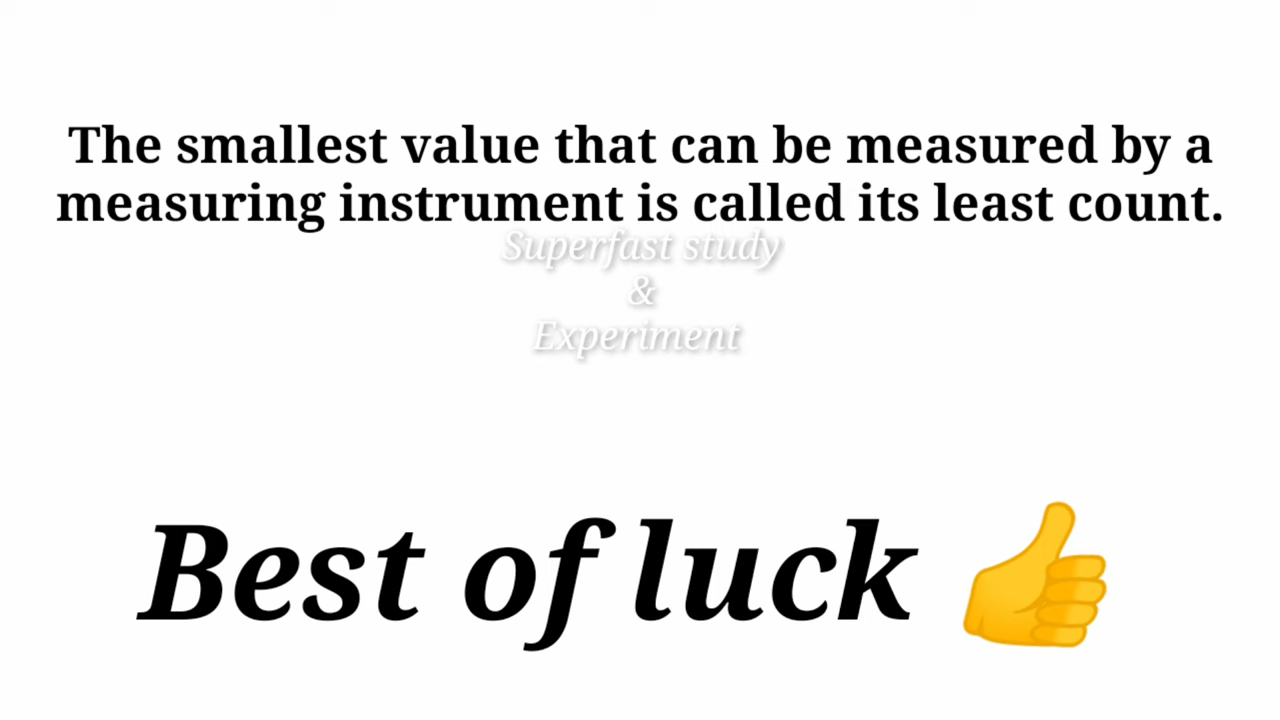 The smallest value that can be measured by a
measuring instrument is called its least count.
Superfast study
&
Experiment
Best of luck 👍